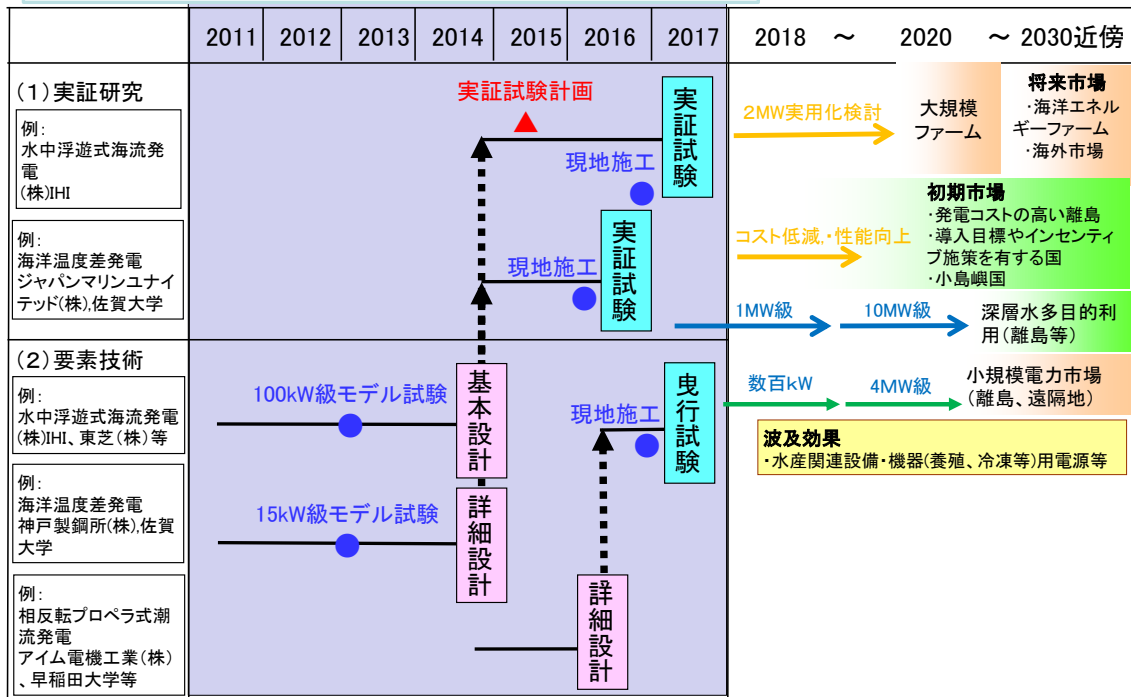 2011 2012 2013 2014 2015 2016 2017 2018 ～ 2020 ～ 2030近傍
(1)実証研究
例：
水中浮遊式海流発
電
(株)IHI
実証試験計画
現地施工
実証試験
2MW実用化検討
大規模
ファーム
将来市場
・海洋エネル
ギーファーム
・海外市場
例：
海洋温度差発電
ジャパンマリンユナイ
テッド(株),佐賀大学
現地施工
実証試験
コスト低減,・性能向上
初期市場
・発電コストの高い離島
・導入目標やインセンティ
ブ施策を有する国
・小島嶼国
1MW級
10MW級
深層水多目的利
用(離島等)
(2)要素技術
例：
水中浮遊式海流発電
(株)IHI、東芝(株)等
100kW級モデル試験
基本設計
現地施工
曳行試験
数百kW
4MW級
小規模電力市場
(離島、遠隔地)
波及効果
・水産関連設備・機器(養殖、冷凍等)用電源等
例：
海洋温度差発電
神戸製鋼所(株),佐賀
大学
15kW級モデル試験
詳細設計
例：
相反転プロペラ式潮
流発電
アイム電機工業(株)
、早稲田大学等
詳細設計